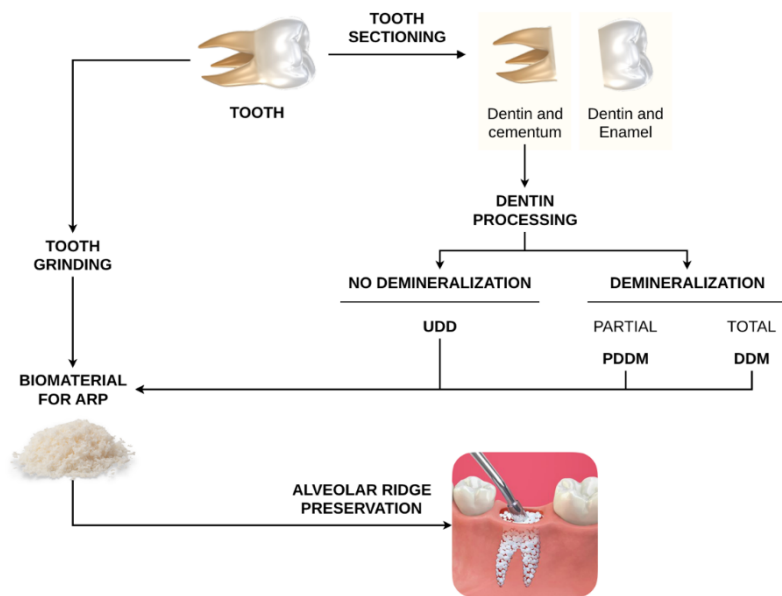 TOOTH
SECTIONING
TOOTH
Dentin and
cementum
Dentin and
Enamel
DENTIN
PROCESSING
TOOTH
GRINDING
NO DEMINERALIZATION
DEMINERALIZATION
UDD
PARTIAL
TOTAL
PDDM
DDM
BIOMATERIAL
FOR ARP
ALVEOLAR RIDGE
PRESERVATION